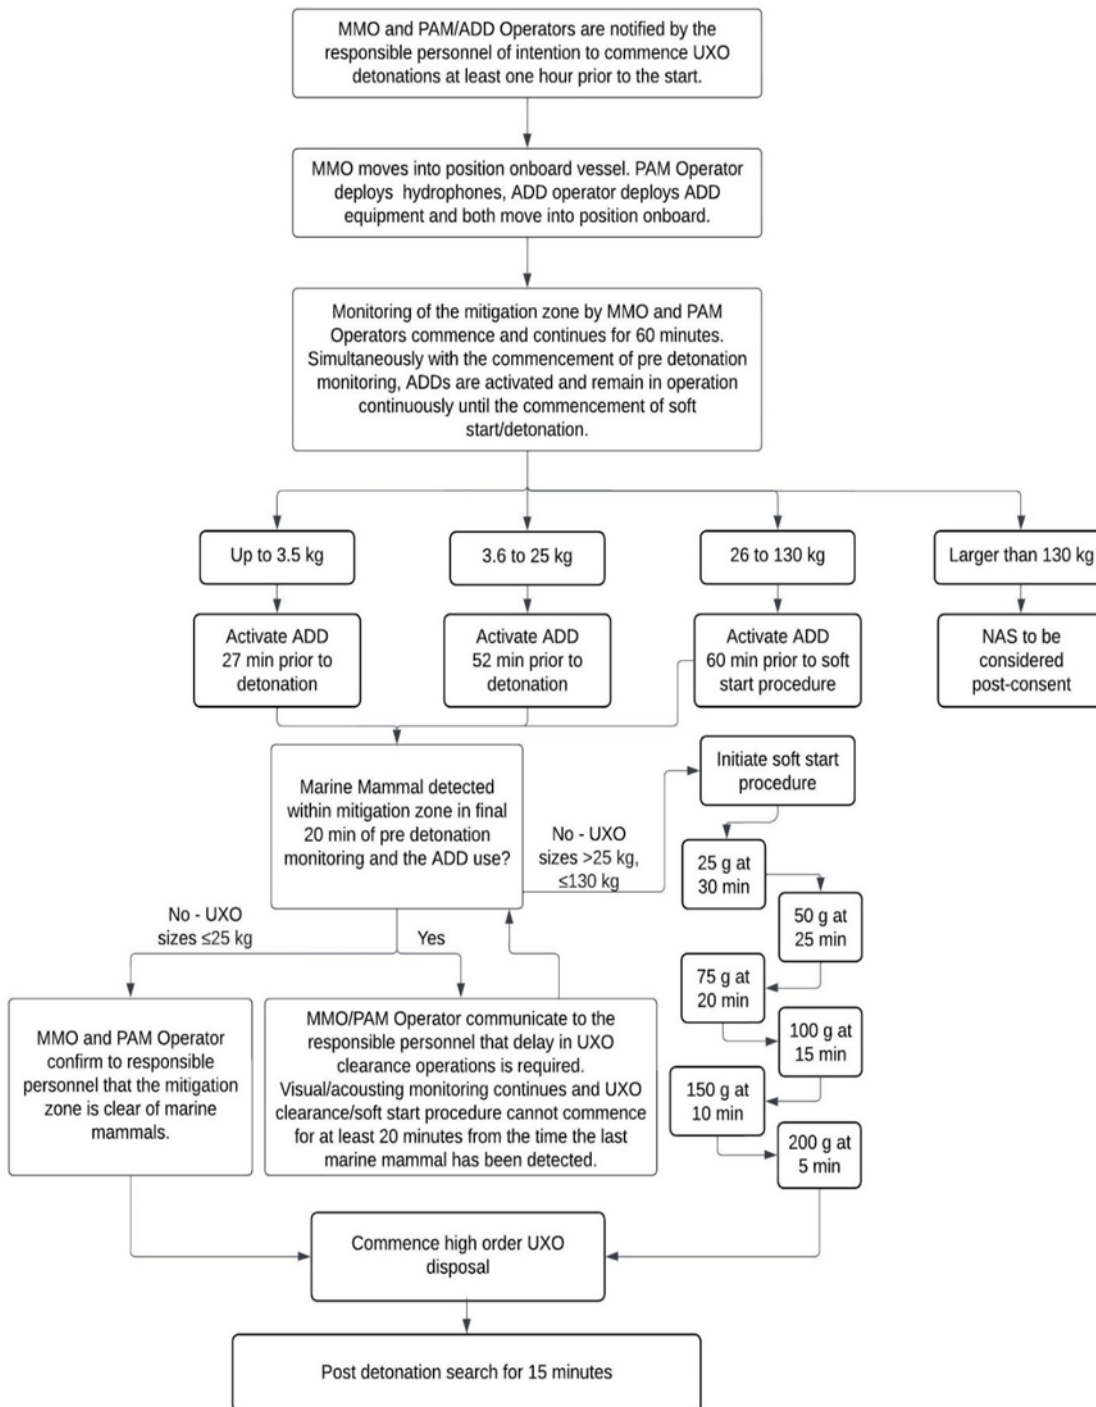 MMO and PAM/ADD Operators are notified by the
responsible personnel of intention to commence UXO
detonations at least one hour prior to the start.
MMO moves into position onboard vessel. PAM Operator
deploys hydrophones, ADD operator deploys ADD
equipment and both move into position onboard.
Monitoring of the mitigation zone by MMO and PAM
Operators commence and continues for 60 minutes.
Simultaneously with the commencement of pre detonation
monitoring, ADDs are activated and remain in operation
continuously until the commencement of soft
start/detonation.
Up to 3.5 kg
3.6 to 25 kg
26 to 130 kg
Larger than 130 kg
Activate ADD
27 min prior to
detonation
Activate ADD
52 min prior to
detonation
Activate ADD
60 min prior to soft
start procedure
NAS to be
considered
post-consent
Marine Mammal detected
within mitigation zone in final
20 min of pre detonation
monitoring and the ADD use?
No - UXO
sizes >25 kg,
≤130 kg
Initiate soft start
procedure
25 g at
30 min
50 g at
25 min
75 g at
20 min
100 g at
15 min
150 g at
10 min
200 g at
5 min
No - UXO
sizes ≤25 kg
Yes
MMO and PAM Operator
confirm to responsible
personnel that the mitigation
zone is clear of marine
mammals.
MMO/PAM Operator communicate to the
responsible personnel that delay in UXO
clearance operations is required.
Visual/acousting monitoring continues and UXO
clearance/soft start procedure cannot commence
for at least 20 minutes from the time the last
marine mammal has been detected.
Commence high order UXO
disposal
Post detonation search for 15 minutes